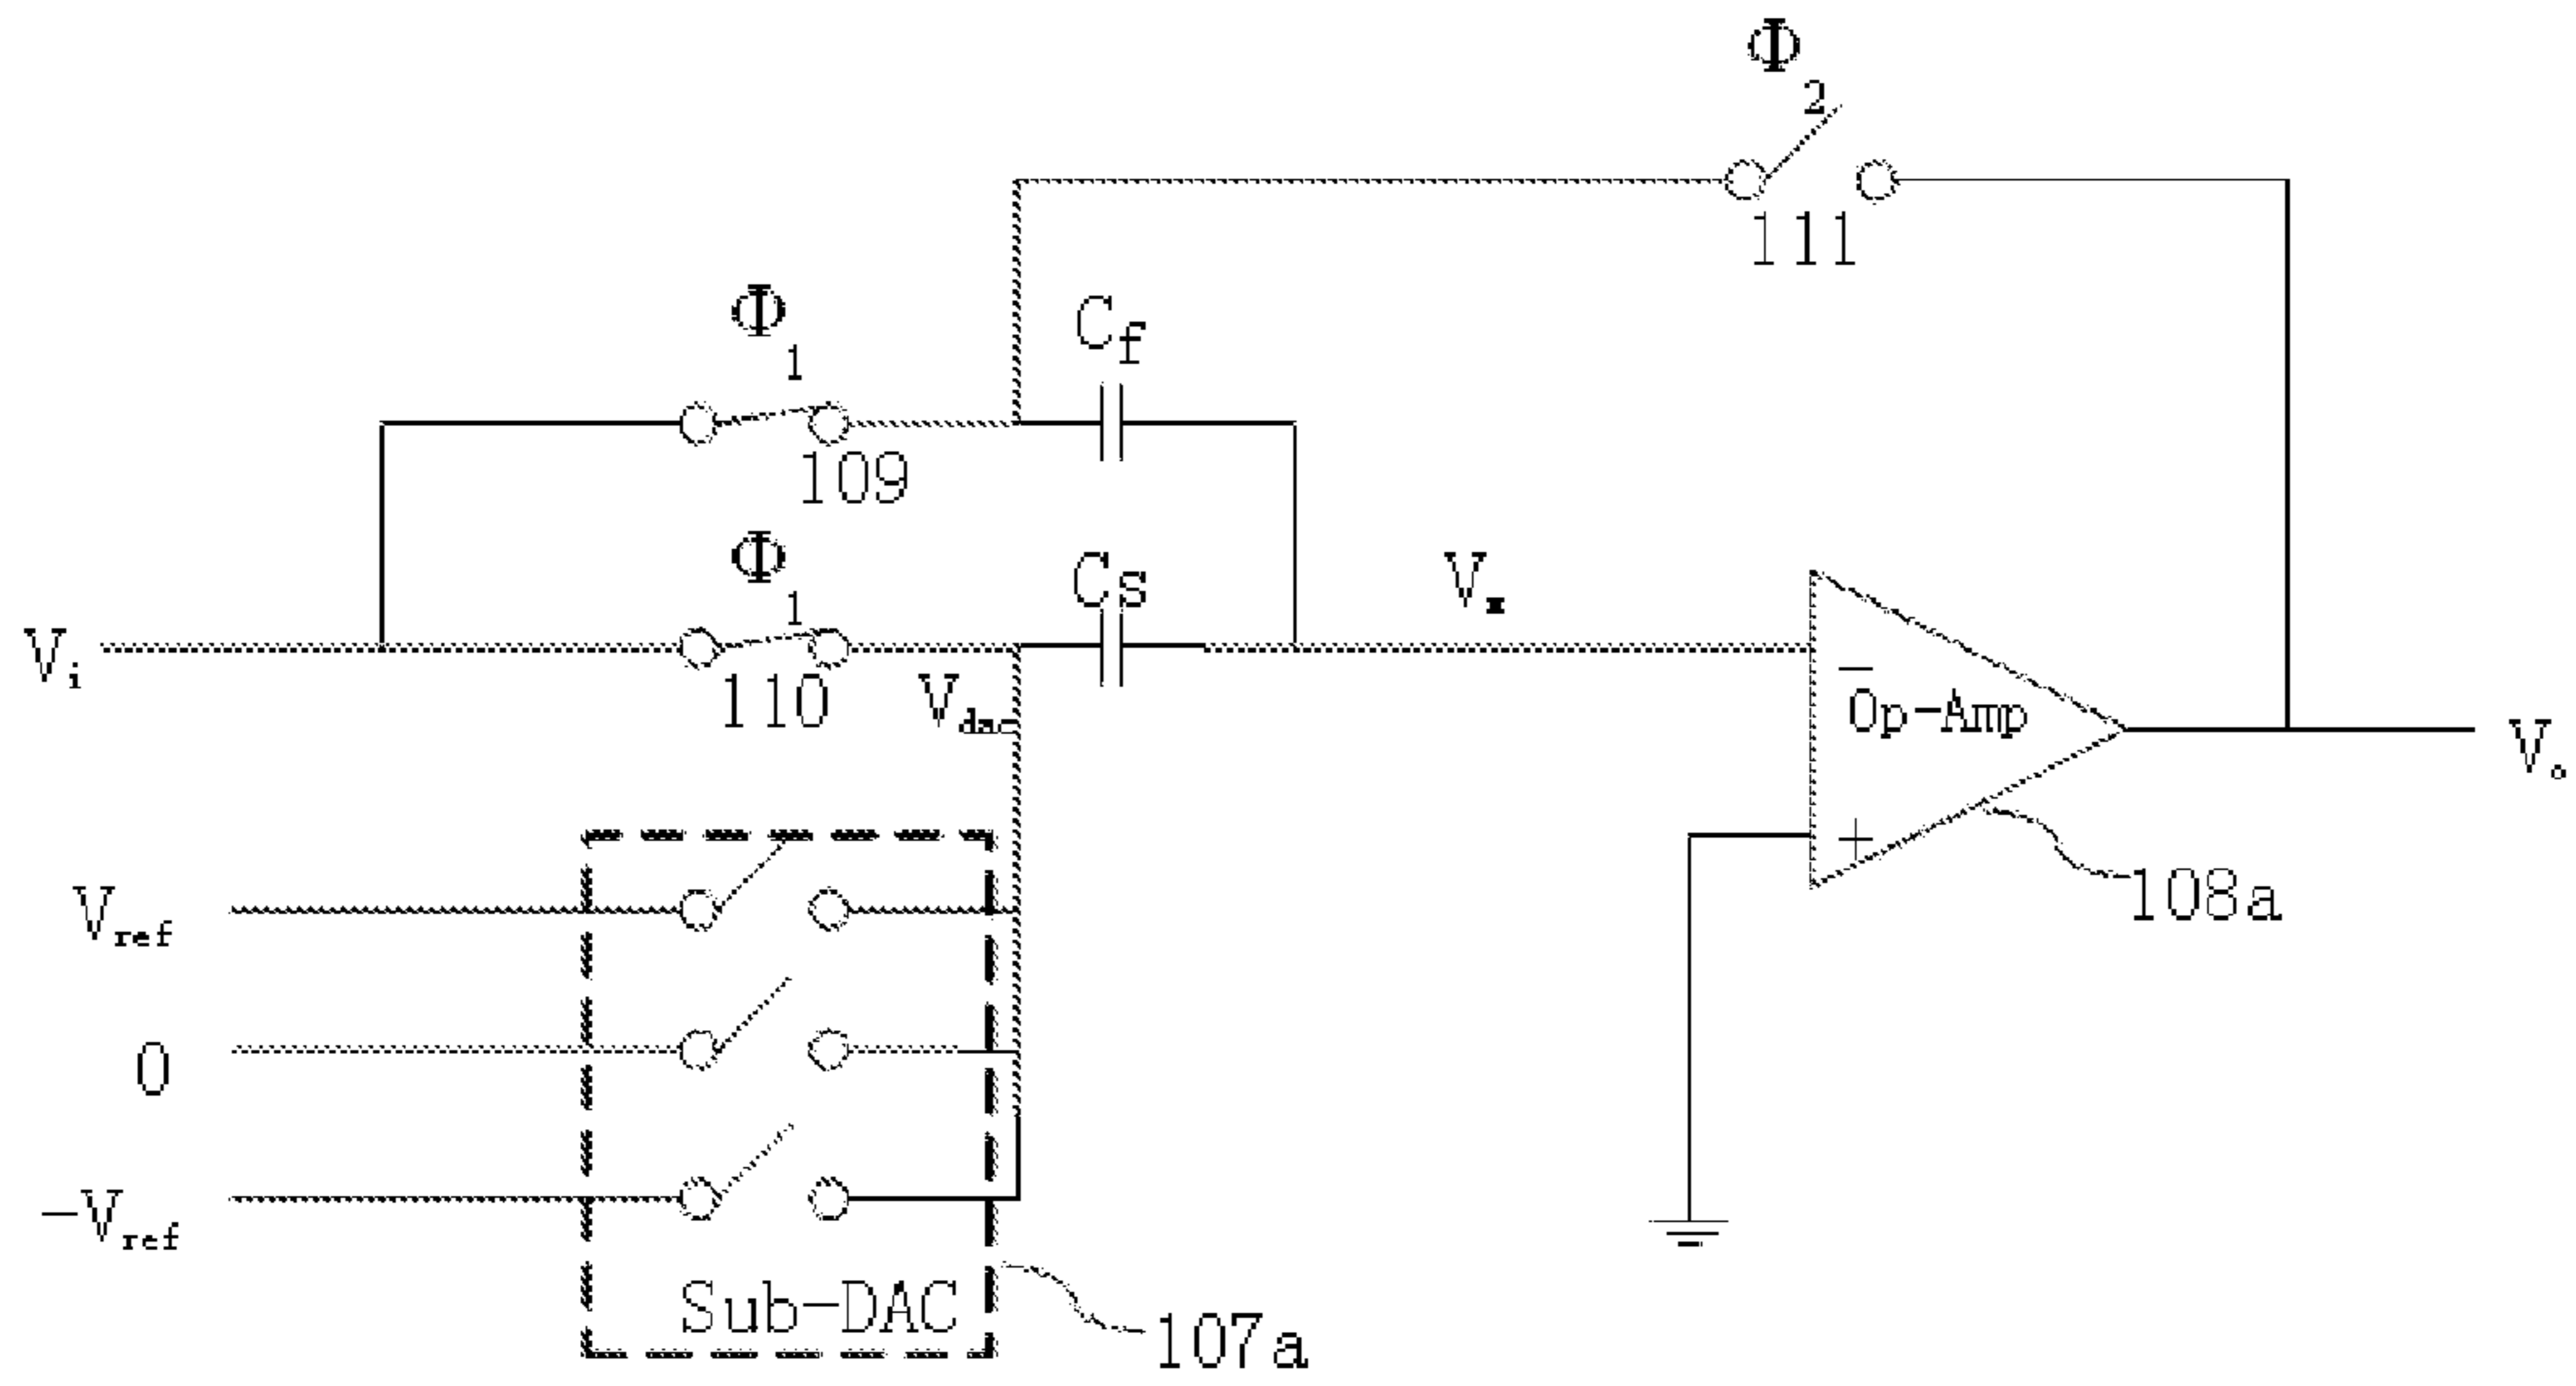 Φ2
111
Φ1
Cf
109
Φ1
Cs
Vx
Vi
110
Vdac
Op-Amp
−
+
Vo
108a
Vref
0
-Vref
Sub-DAC
107a